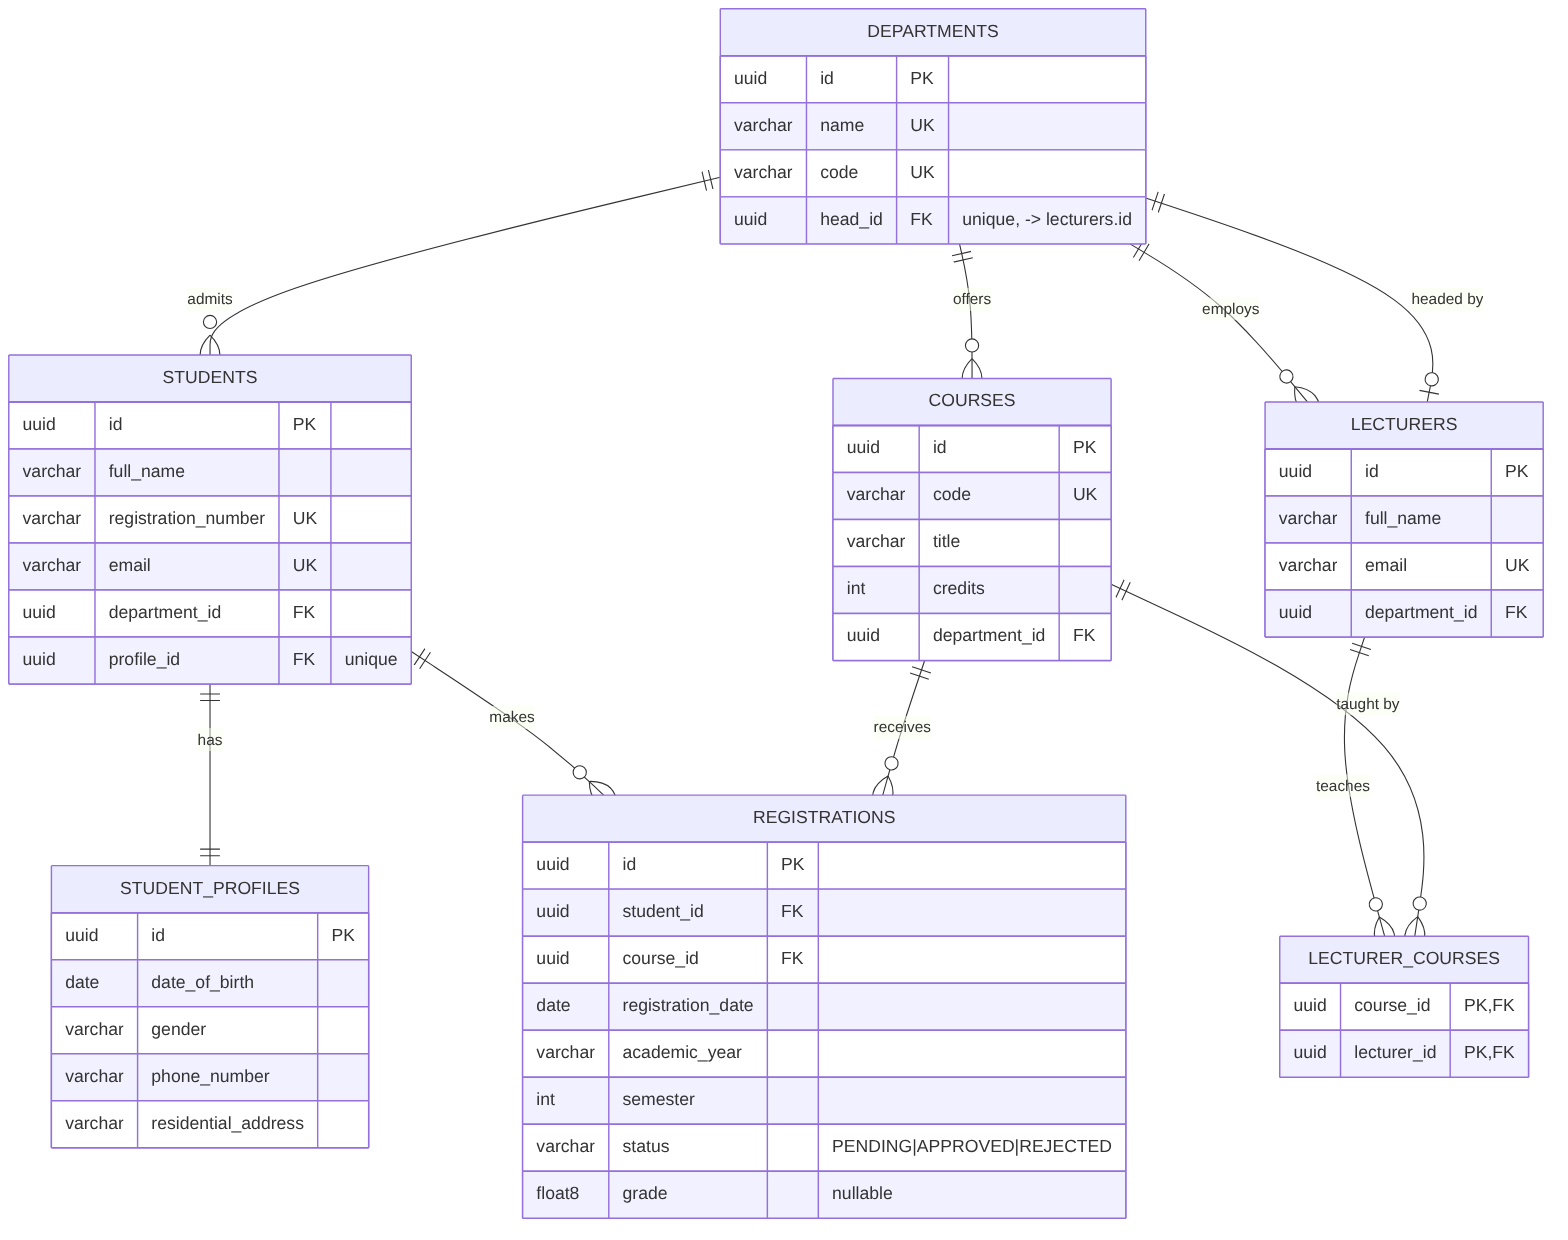 DEPARTMENTS
uuid id PK
varchar name UK
varchar code UK
uuid head_id FK unique, -> lecturers.id
admits
offers
employs
headed by
STUDENTS
uuid id PK
varchar full_name
varchar registration_number UK
varchar email UK
uuid department_id FK
uuid profile_id FK unique
COURSES
uuid id PK
varchar code UK
varchar title
int credits
uuid department_id FK
LECTURERS
uuid id PK
varchar full_name
varchar email UK
uuid department_id FK
has
makes
receives
taught by
teaches
STUDENT_PROFILES
uuid id PK
date date_of_birth
varchar gender
varchar phone_number
varchar residential_address
REGISTRATIONS
uuid id PK
uuid student_id FK
uuid course_id FK
date registration_date
varchar academic_year
int semester
varchar status PENDING|APPROVED|REJECTED
float8 grade nullable
LECTURER_COURSES
uuid course_id PK,FK
uuid lecturer_id PK,FK